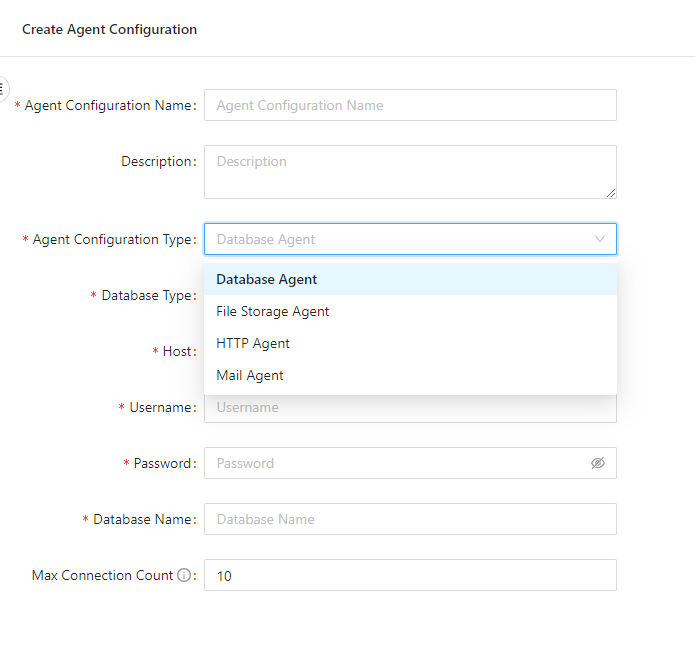 Create Agent Configuration
* Agent Configuration Name: Agent Configuration Name
Description: Description
* Agent Configuration Type: Database Agent
Database Agent
* Database Type:
File Storage Agent
HTTP Agent
* Host:
Mail Agent
* Username: Username
* Password: Password
* Database Name: Database Name
Max Connection Count : 10